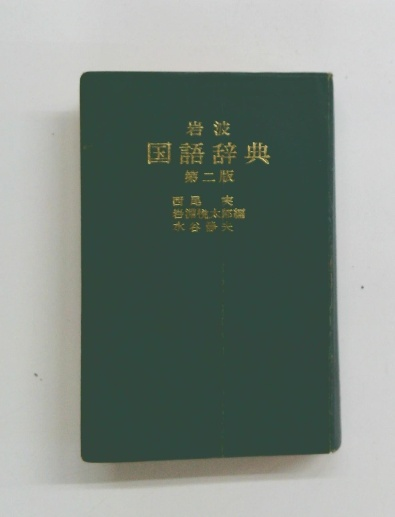 岩波
国語辞典
第二版
西尾 実
岩淵悦太郎編
水谷静夫